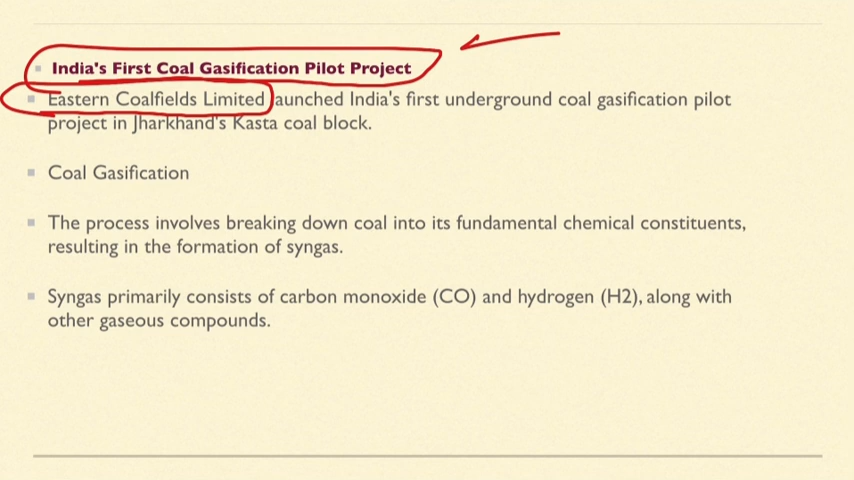 India's First Coal Gasification Pilot Project
Eastern Coalfields Limited launched India's first underground coal gasification pilot
project in Jharkhand's Kasta coal block.
Coal Gasification
The process involves breaking down coal into its fundamental chemical constituents,
resulting in the formation of syngas.
Syngas primarily consists of carbon monoxide (CO) and hydrogen (H2), along with
other gaseous compounds.